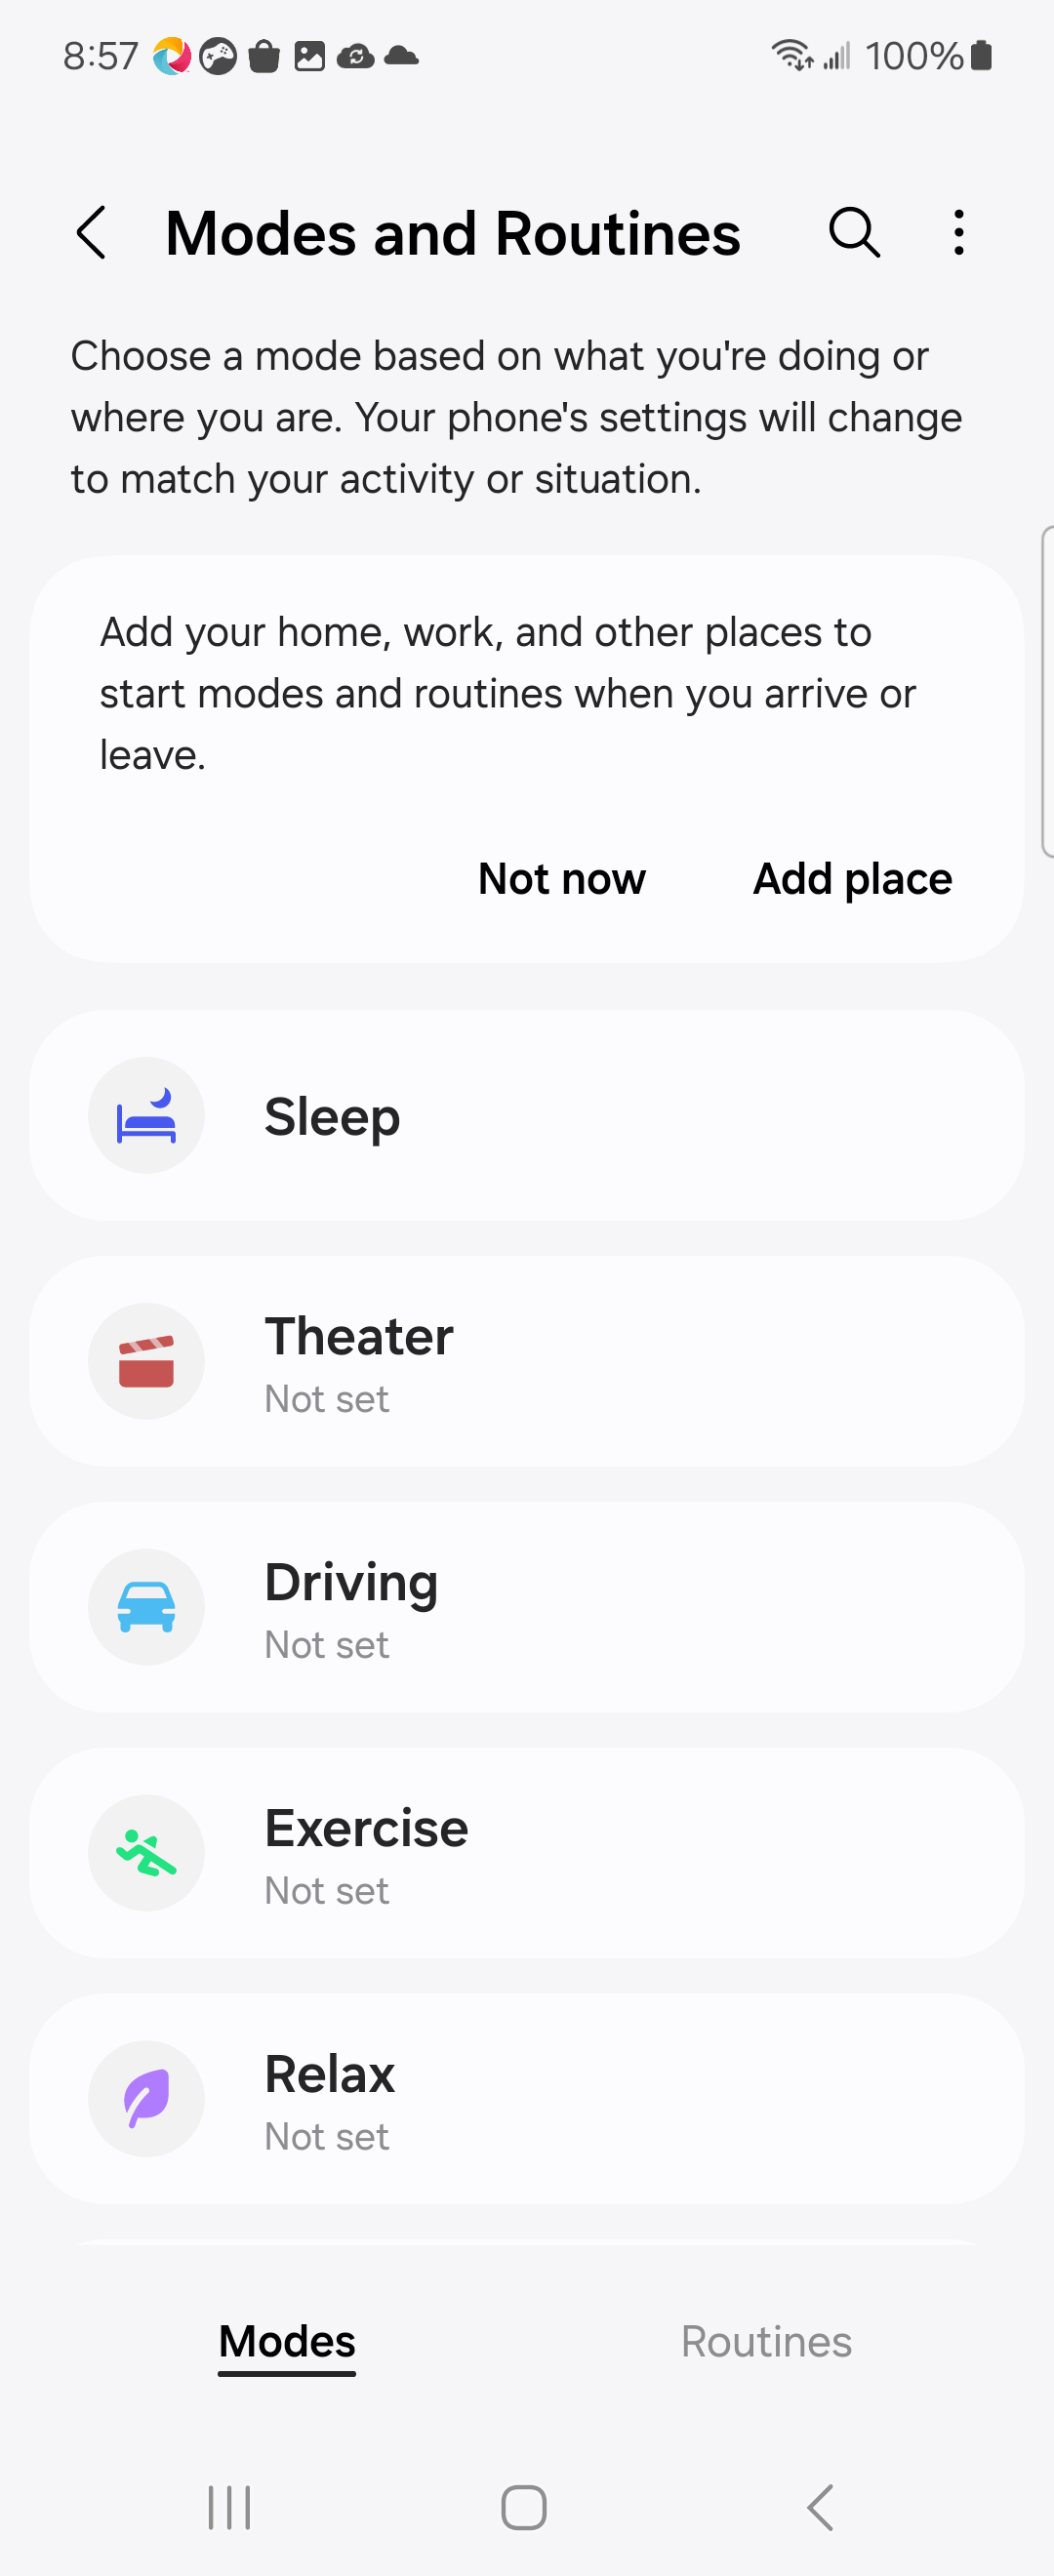 8:57
100%
Modes and Routines
Choose a mode based on what you're doing or
where you are. Your phone's settings will change
to match your activity or situation.
Add your home, work, and other places to
start modes and routines when you arrive or
leave.
Not now
Add place
Sleep
Theater
Not set
Driving
Not set
Exercise
Not set
Relax
Not set
Modes
Routines